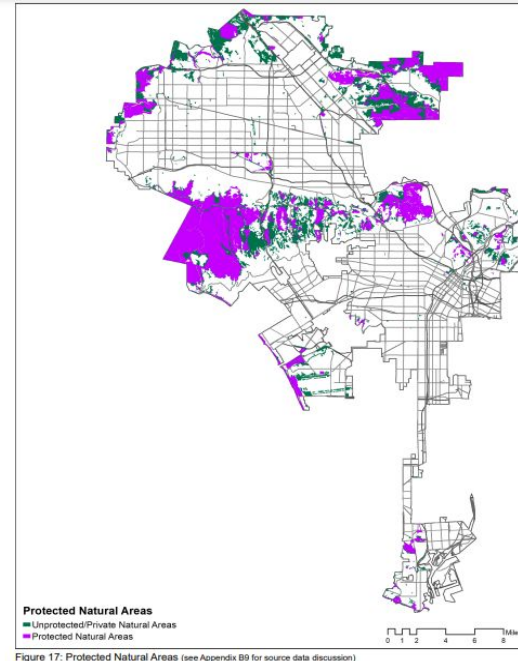 Protected Natural Areas
Unprotected/Private Natural Areas
Protected Natural Areas
0 1 2 4 6 8
Mile
Figure 17: Protected Natural Areas (see Appendix B9 for source data discussion)